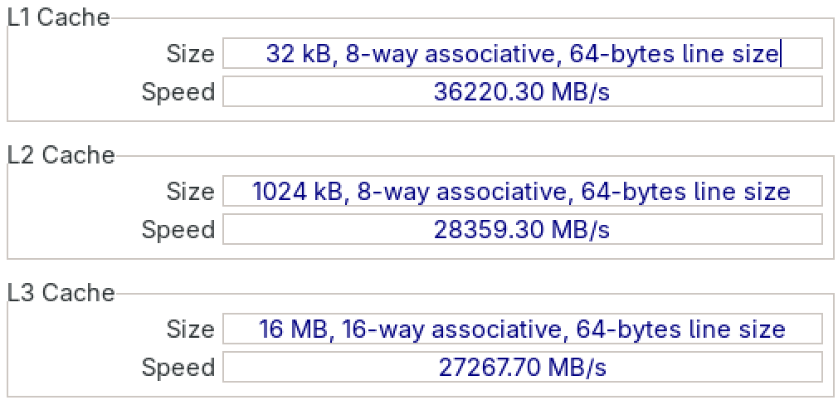 L1 Cache
Size 32 kB, 8-way associative, 64-bytes line size
Speed 36220.30 MB/s
L2 Cache
Size 1024 kB, 8-way associative, 64-bytes line size
Speed 28359.30 MB/s
L3 Cache
Size 16 MB, 16-way associative, 64-bytes line size
Speed 27267.70 MB/s